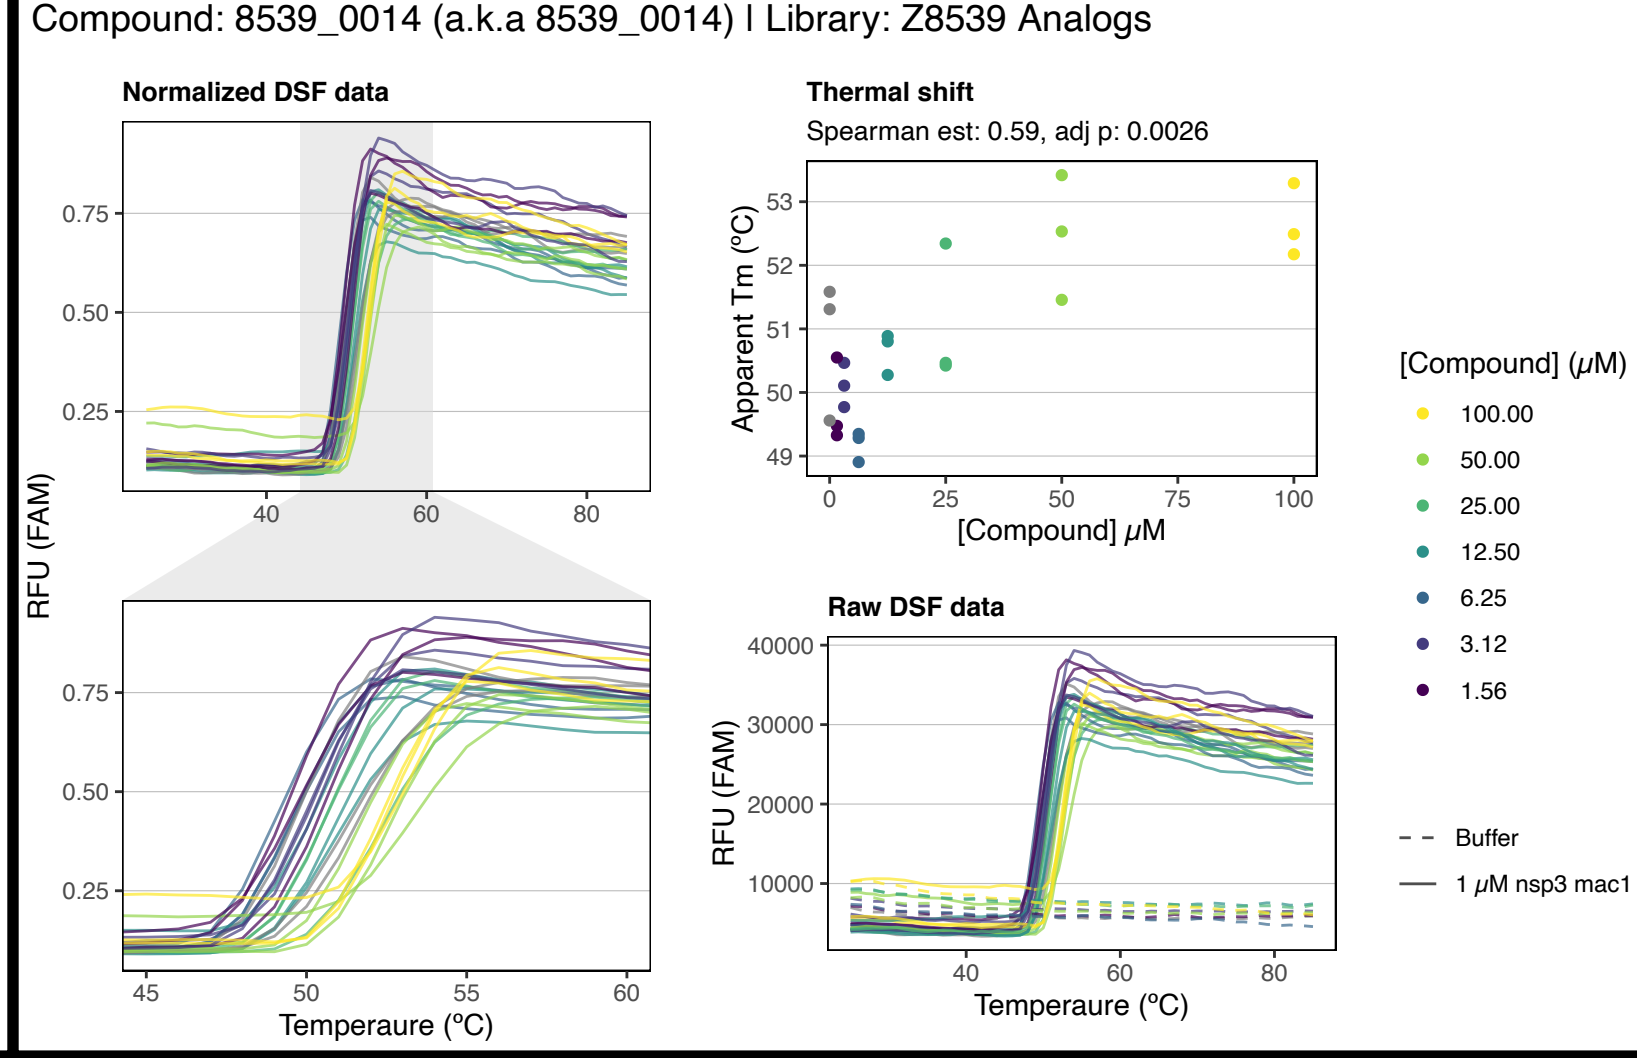 Compound: 8539_0014 (a.k.a 8539_0014) | Library: Z8539 Analogs
Normalized DSF data
0.75
0.50
0.25
40 60 80
RFU (FAM)
0.75
0.50
0.25
45 50 55 60
Temperaure (ºC)
Thermal shift
Spearman est: 0.59, adj p: 0.0026
53
52
51
50
49
Apparent Tm (ºC)
0 25 50 75 100
[Compound] µM
Raw DSF data
40000
30000
20000
10000
RFU (FAM)
40 60 80
Temperaure (ºC)
[Compound] (µM)
100.00
50.00
25.00
12.50
6.25
3.12
1.56
Buffer
1 µM nsp3 mac1